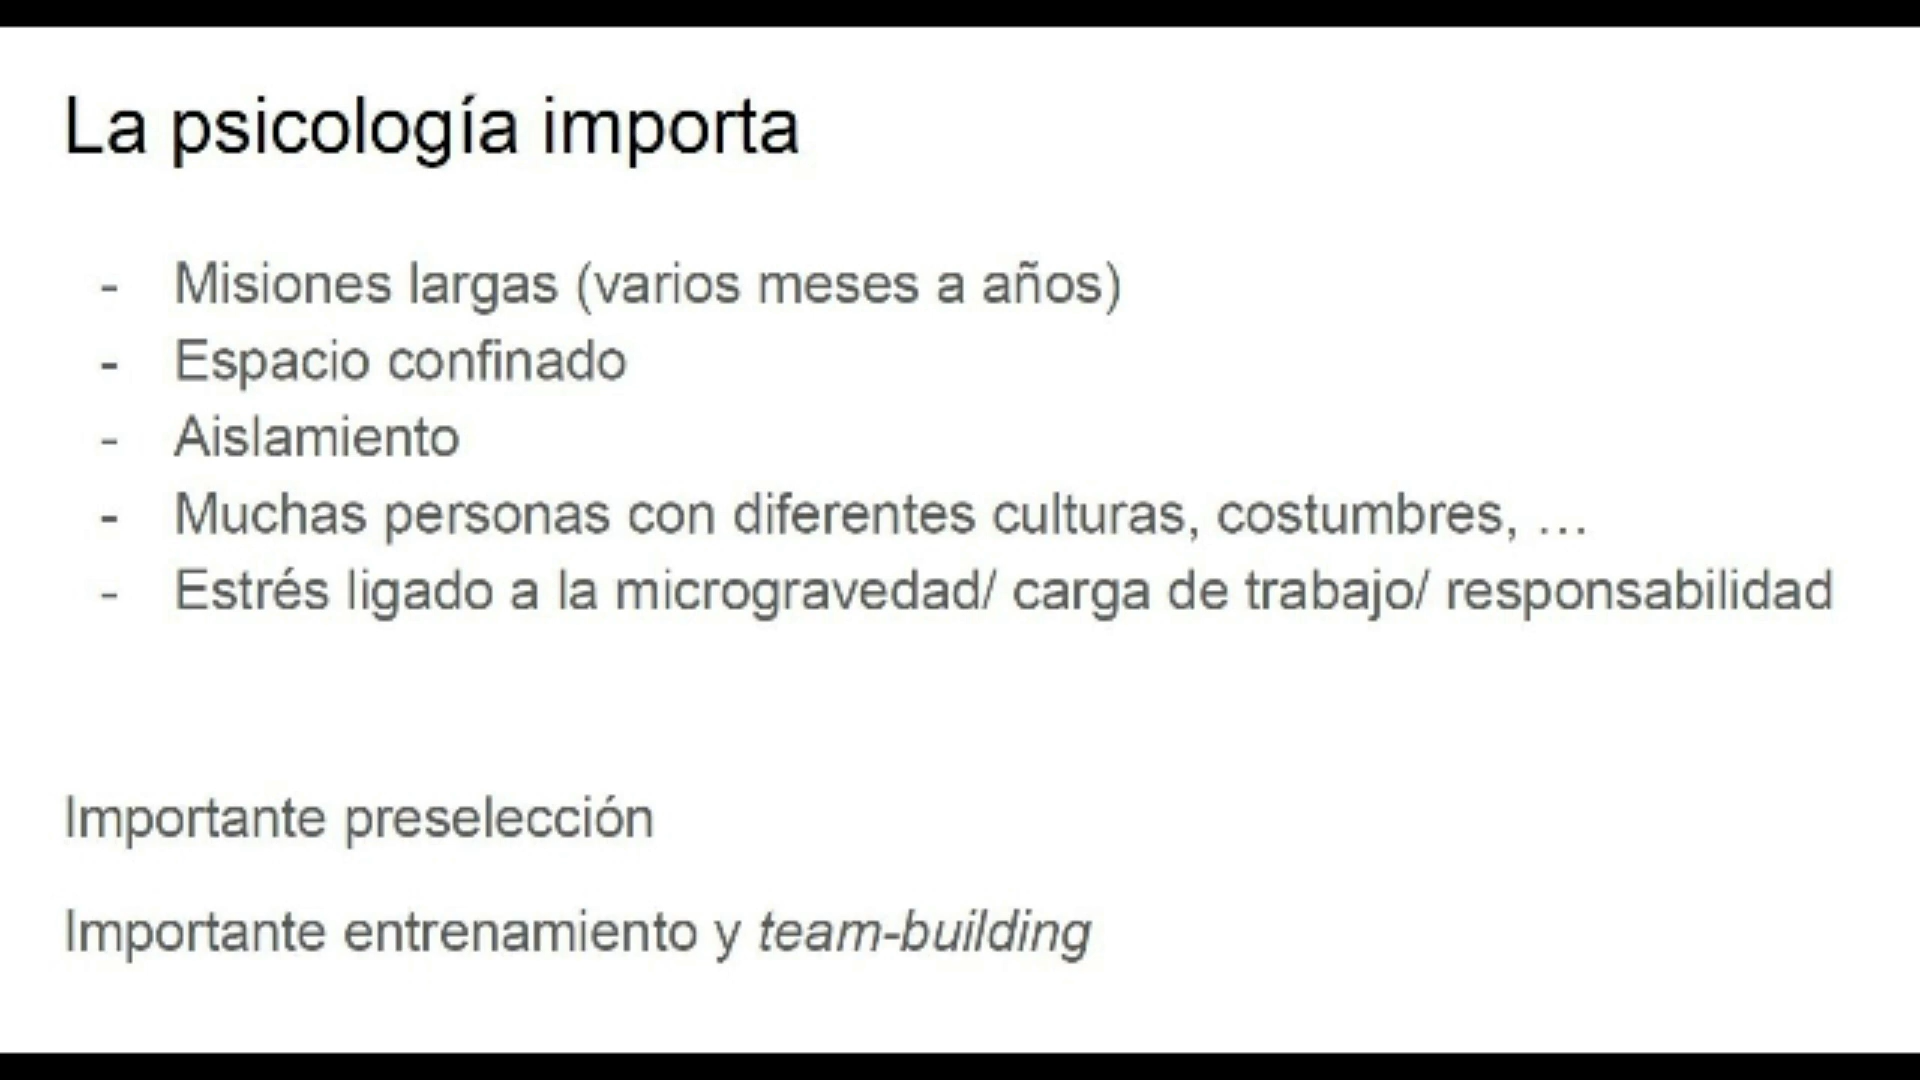 La psicología importa
- Misiones largas (varios meses a años)
- Espacio confinado
- Aislamiento
- Muchas personas con diferentes culturas, costumbres, …
- Estrés ligado a la microgravedad/ carga de trabajo/ responsabilidad
Importante preselección
Importante entrenamiento y team-building